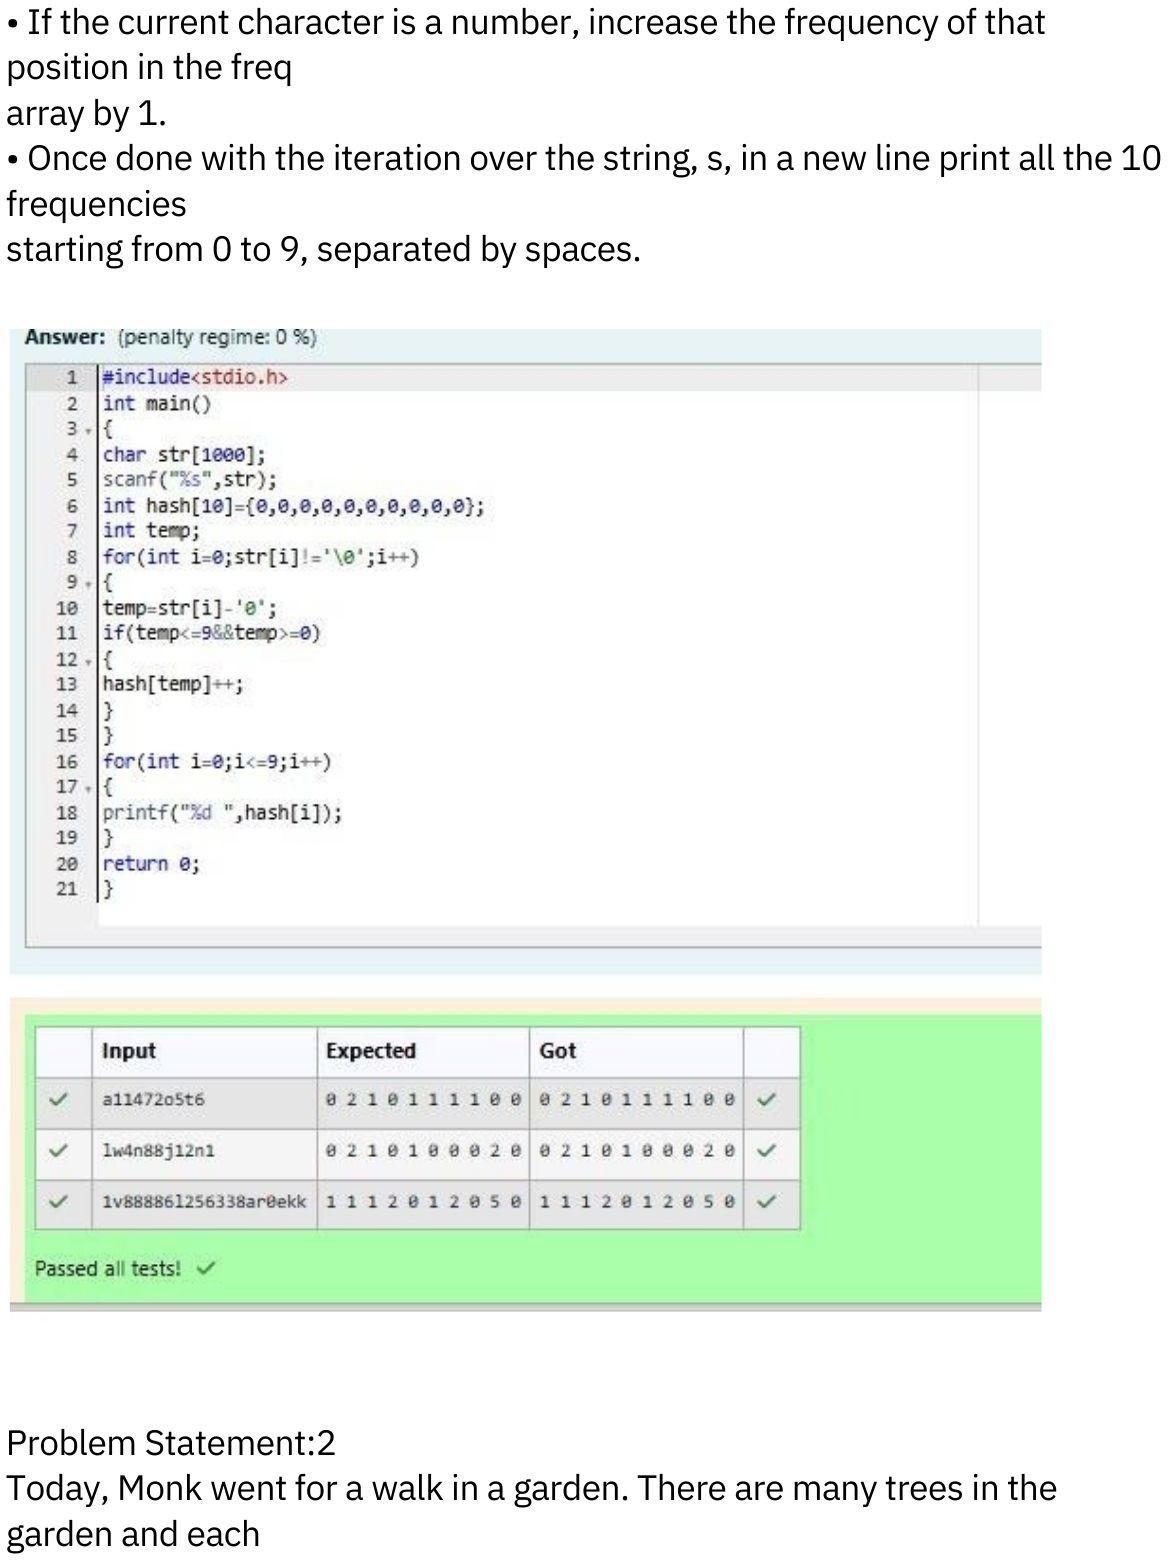 • If the current character is a number, increase the frequency of that
position in the freq
array by 1.
• Once done with the iteration over the string, s, in a new line print all the 10
frequencies
starting from 0 to 9, separated by spaces.
Answer: (penalty regime: 0 %)
1 #include<stdio.h>
2 int main()
3 {
4 char str[1000];
5 scanf("%s",str);
6 int hash[10]={0,0,0,0,0,0,0,0,0,0};
7 int temp;
8 for(int i=0;str[i]!='\0';i++)
9 {
10 temp=str[i]-'0';
11 if(temp<=9&&temp>=0)
12 {
13 hash[temp]++;
14 }
15 }
16 for(int i=0;i<=9;i++)
17 {
18 printf("%d ",hash[i]);
19 }
20 return 0;
21 }
Input Expected Got
a11472o5t6 0 2 1 0 1 1 1 1 0 0 0 2 1 0 1 1 1 1 0 0
lw4n88j12n1 0 2 1 0 1 0 0 0 2 0 0 2 1 0 1 0 0 0 2 0
1v88886l256338ar0ekk 1 1 1 2 0 1 2 0 5 0 1 1 1 2 0 1 2 0 5 0
Passed all tests!
Problem Statement:2
Today, Monk went for a walk in a garden. There are many trees in the
garden and each